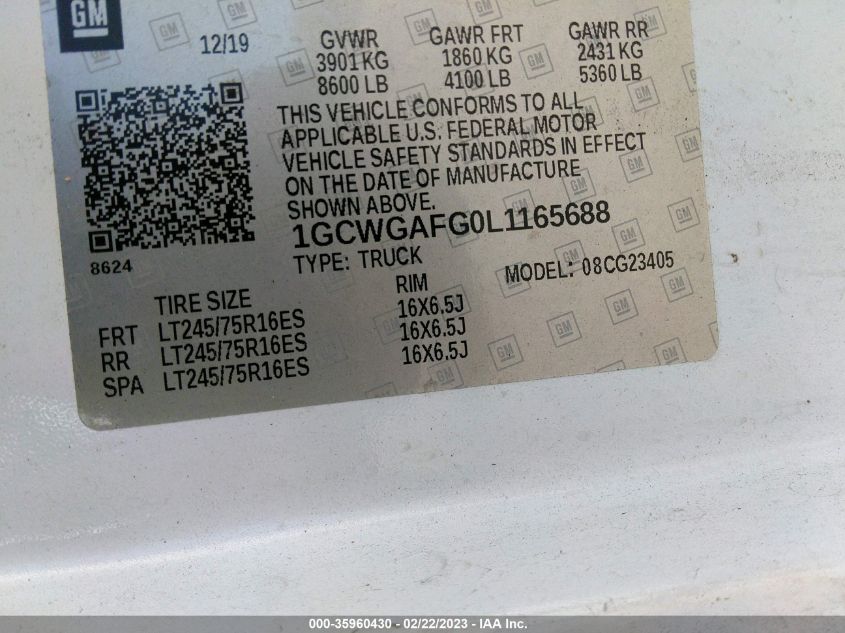 GM
12/19
GVWR GAWR FRT GAWR RR
3901 KG 1860 KG 2431 KG
8600 LB 4100 LB 5360 LB
THIS VEHICLE CONFORMS TO ALL
APPLICABLE U.S. FEDERAL MOTOR
VEHICLE SAFETY STANDARDS IN EFFECT
ON THE DATE OF MANUFACTURE
SHOWN ABOVE.
1GCWGAFG0L1165688
8624
TYPE: TRUCK MODEL: 08CG23405
TIRE SIZE RIM
FRT LT245/75R16ES 16X6.5J
RR LT245/75R16ES 16X6.5J
SPA LT245/75R16ES 16X6.5J
000-35960430 - 02/22/2023 - IAA Inc.